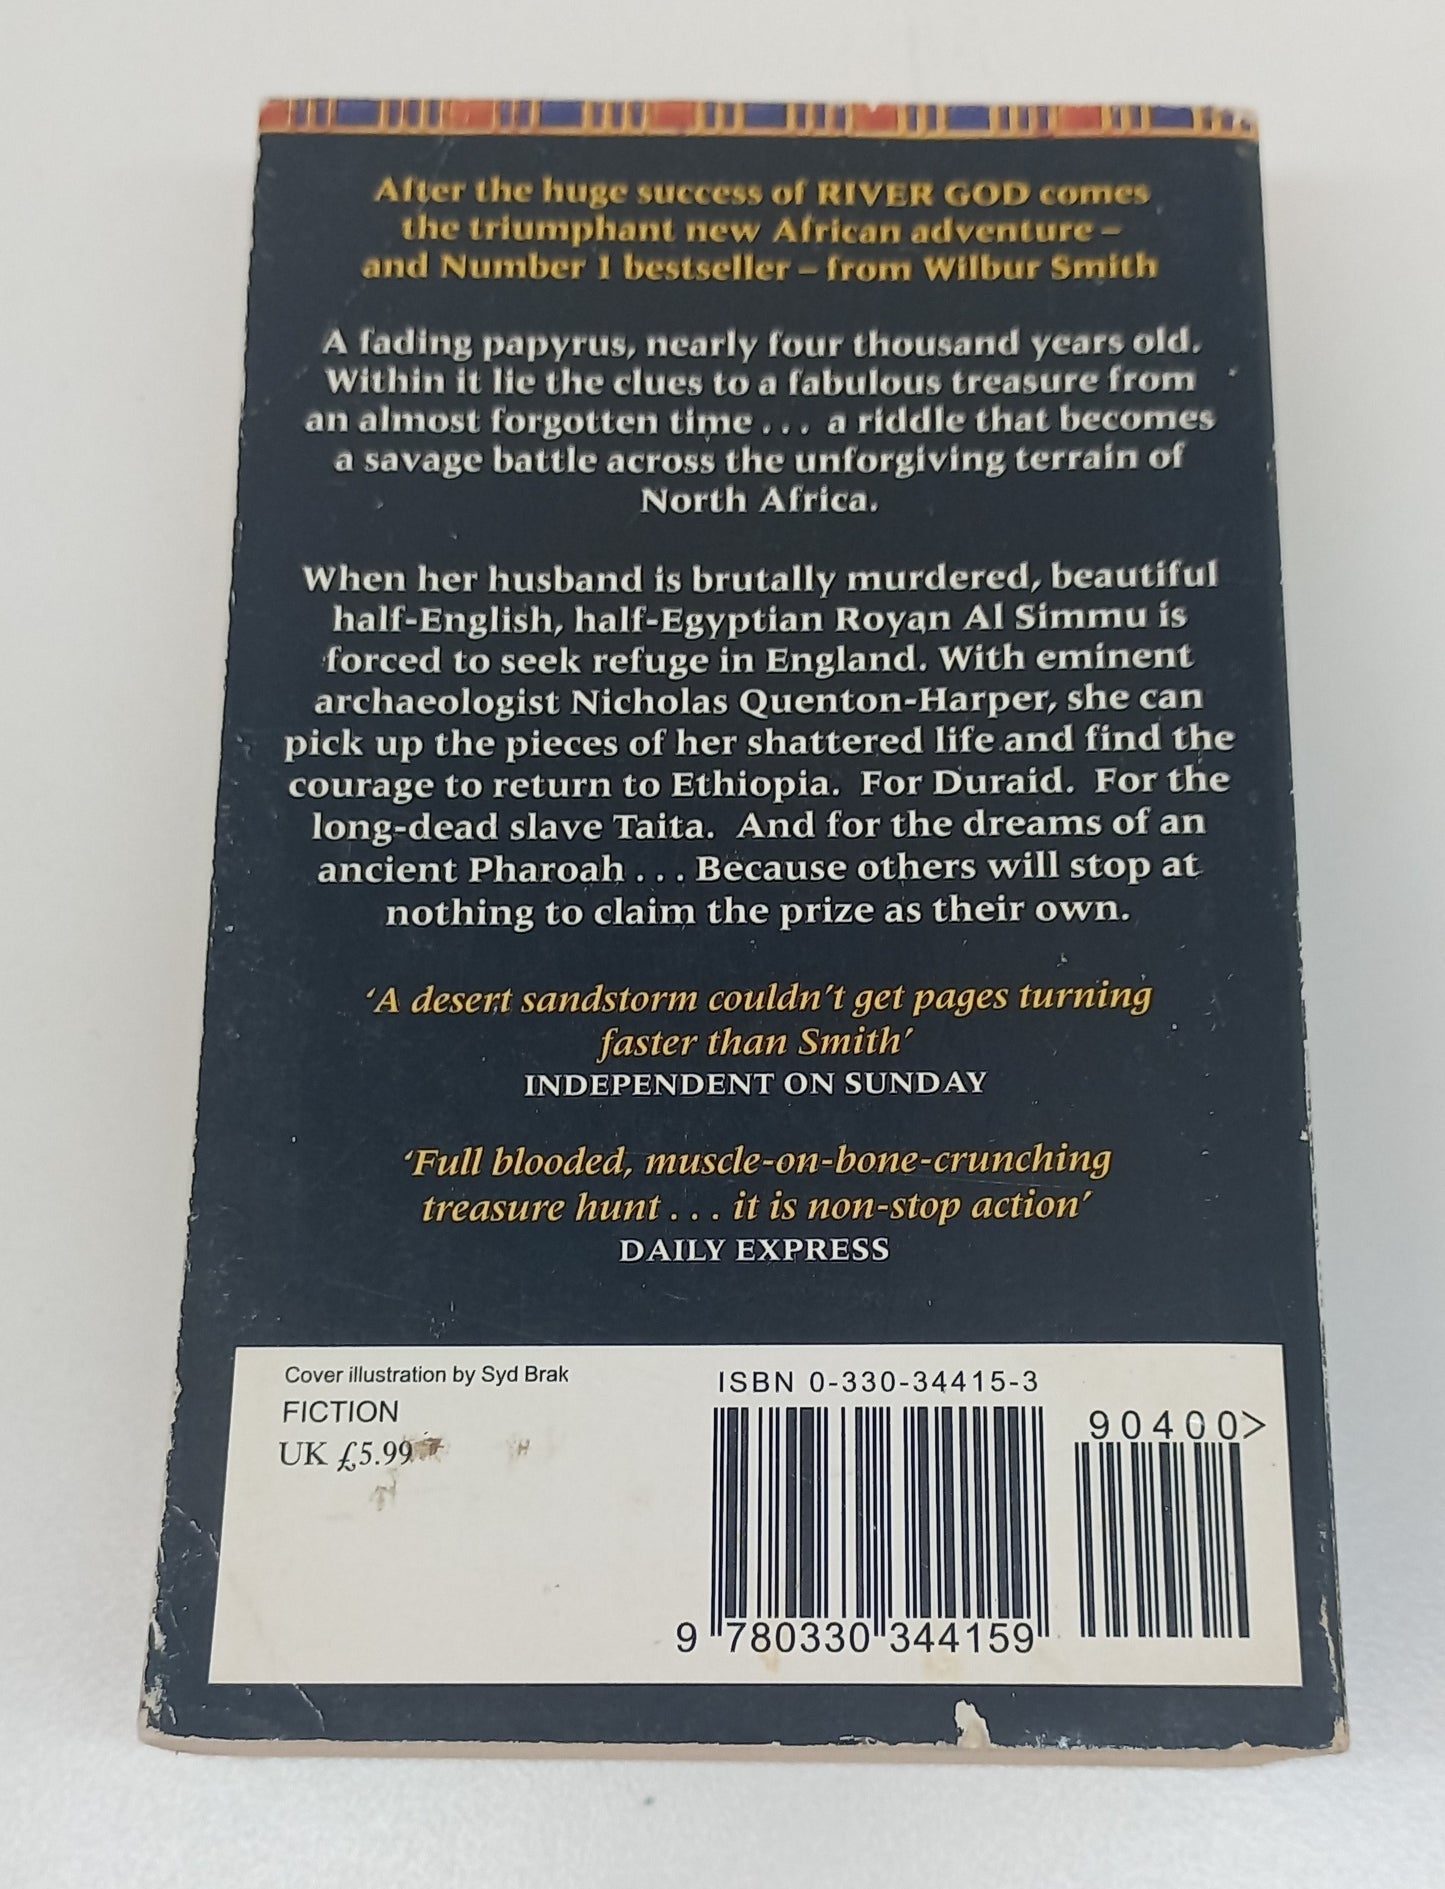 After the huge success of RIVER GOD comes
the triumphant new African adventure –
and Number 1 bestseller – from Wilbur Smith
A fading papyrus, nearly four thousand years old.
Within it lie the clues to a fabulous treasure from
an almost forgotten time . . . a riddle that becomes
a savage battle across the unforgiving terrain of
North Africa.
When her husband is brutally murdered, beautiful
half-English, half-Egyptian Royan Al Simmu is
forced to seek refuge in England. With eminent
archaeologist Nicholas Quenton-Harper, she can
pick up the pieces of her shattered life and find the
courage to return to Ethiopia. For Duraid. For the
long-dead slave Taita. And for the dreams of an
ancient Pharoah . . . Because others will stop at
nothing to claim the prize as their own.
‘A desert sandstorm couldn’t get pages turning
faster than Smith’
INDEPENDENT ON SUNDAY
‘Full blooded, muscle-on-bone-crunching
treasure hunt . . . it is non-stop action’
DAILY EXPRESS
Cover illustration by Syd Brak
FICTION
UK £5.99
ISBN 0-330-34415-3
90400>
9 780330 344159